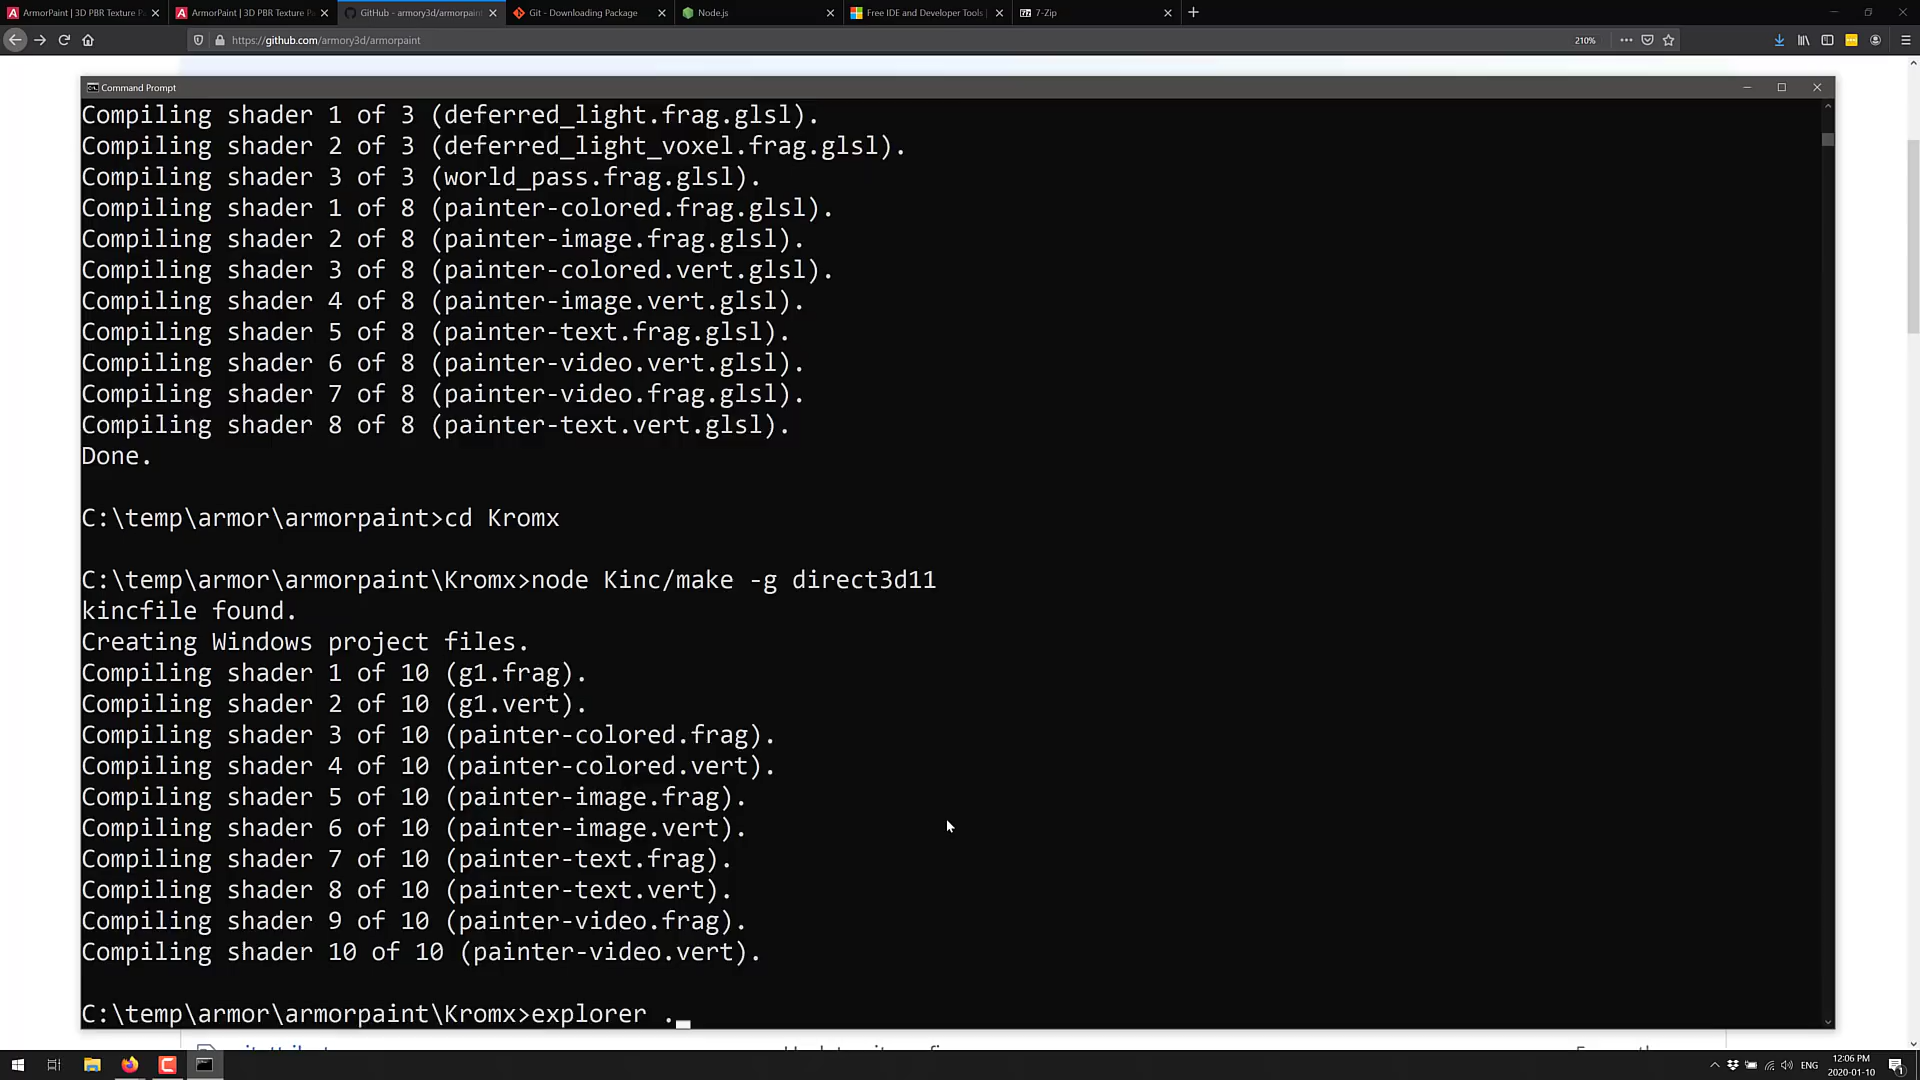 ArmorPaint | 3D PBR Texture Pa
ArmorPaint | 3D PBR Texture Pa
GitHub - armory3d/armorpaint
Git - Downloading Package
Node.js
Free IDE and Developer Tools |
7-Zip
https://github.com/armory3d/armorpaint
210%
Command Prompt
Compiling shader 1 of 3 (deferred_light.frag.glsl).
Compiling shader 2 of 3 (deferred_light_voxel.frag.glsl).
Compiling shader 3 of 3 (world_pass.frag.glsl).
Compiling shader 1 of 8 (painter-colored.frag.glsl).
Compiling shader 2 of 8 (painter-image.frag.glsl).
Compiling shader 3 of 8 (painter-colored.vert.glsl).
Compiling shader 4 of 8 (painter-image.vert.glsl).
Compiling shader 5 of 8 (painter-text.frag.glsl).
Compiling shader 6 of 8 (painter-video.vert.glsl).
Compiling shader 7 of 8 (painter-video.frag.glsl).
Compiling shader 8 of 8 (painter-text.vert.glsl).
Done.
C:\temp\armor\armorpaint>cd Kromx
C:\temp\armor\armorpaint\Kromx>node Kinc/make -g direct3d11
kincfile found.
Creating Windows project files.
Compiling shader 1 of 10 (g1.frag).
Compiling shader 2 of 10 (g1.vert).
Compiling shader 3 of 10 (painter-colored.frag).
Compiling shader 4 of 10 (painter-colored.vert).
Compiling shader 5 of 10 (painter-image.frag).
Compiling shader 6 of 10 (painter-image.vert).
Compiling shader 7 of 10 (painter-text.frag).
Compiling shader 8 of 10 (painter-text.vert).
Compiling shader 9 of 10 (painter-video.frag).
Compiling shader 10 of 10 (painter-video.vert).
C:\temp\armor\armorpaint\Kromx>explorer .
ENG
12:06 PM
2020-01-10